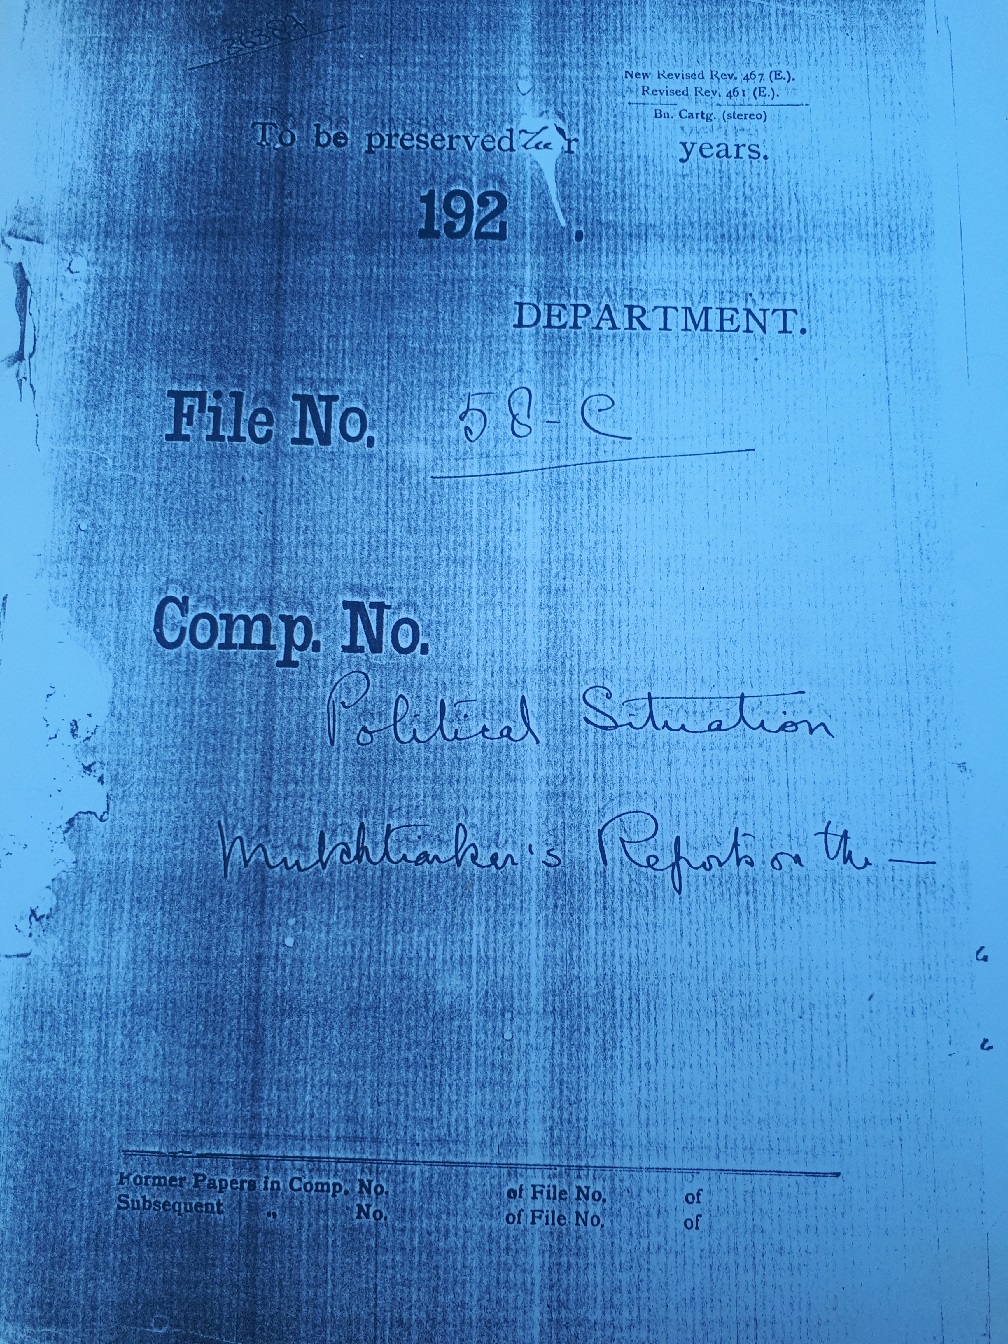 New Revised Rev. 467 (E.).
Revised Rev. 461 (E.).
Bn. Cartg. (stereo)
To be preserved years.
192 .
DEPARTMENT.
File No. 58-C
Comp. No.
Political Situation
Mukhtiarkar's Reports on the —
Former Papers in Comp. No. of File No. of
Subsequent „ No. of File No. of